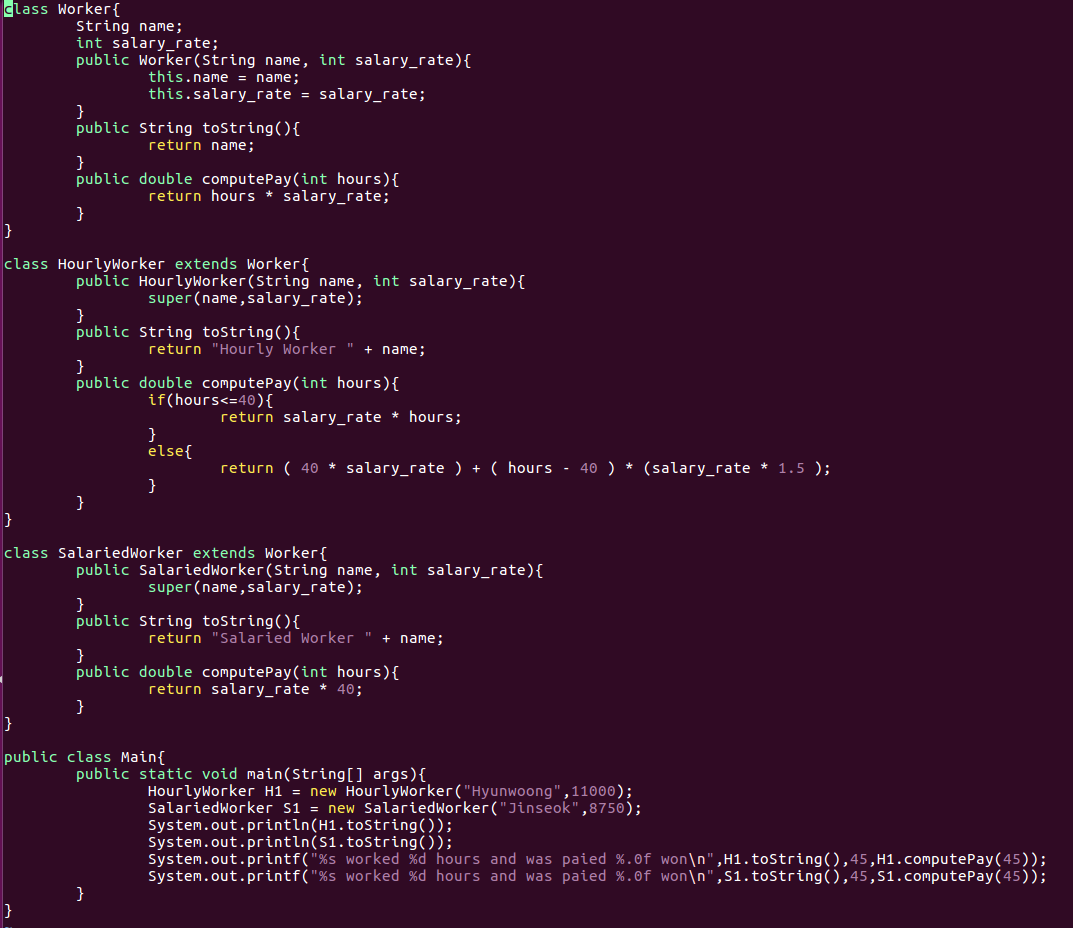 class Worker{
        String name;
        int salary_rate;
        public Worker(String name, int salary_rate){
                this.name = name;
                this.salary_rate = salary_rate;
        }
        public String toString(){
                return name;
        }
        public double computePay(int hours){
                return hours * salary_rate;
        }
}

class HourlyWorker extends Worker{
        public HourlyWorker(String name, int salary_rate){
                super(name,salary_rate);
        }
        public String toString(){
                return "Hourly Worker " + name;
        }
        public double computePay(int hours){
                if(hours<=40){
                        return salary_rate * hours;
                }
                else{
                        return ( 40 * salary_rate ) + ( hours - 40 ) * (salary_rate * 1.5 );
                }
        }
}

class SalariedWorker extends Worker{
        public SalariedWorker(String name, int salary_rate){
                super(name,salary_rate);
        }
        public String toString(){
                return "Salaried Worker " + name;
        }
        public double computePay(int hours){
                return salary_rate * 40;
        }
}

public class Main{
        public static void main(String[] args){
                HourlyWorker H1 = new HourlyWorker("Hyunwoong",11000);
                SalariedWorker S1 = new SalariedWorker("Jinseok",8750);
                System.out.println(H1.toString());
                System.out.println(S1.toString());
                System.out.printf("%s worked %d hours and was paied %.0f won\n",H1.toString(),45,H1.computePay(45));
                System.out.printf("%s worked %d hours and was paied %.0f won\n",S1.toString(),45,S1.computePay(45));
        }
}